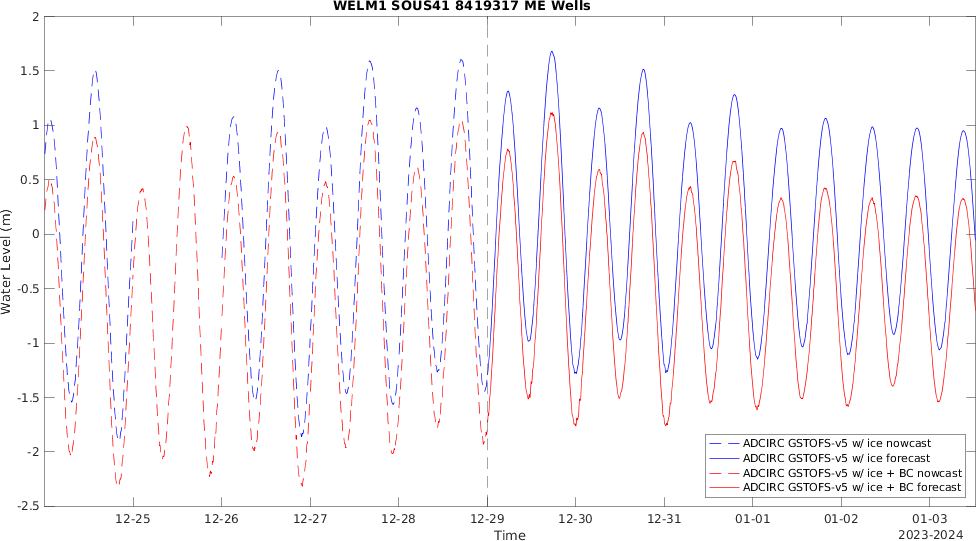 WELM1 SOUS41 8419317 ME Wells
2
1.5
1
0.5
0
-0.5
-1
-1.5
-2
-2.5
Water Level (m)
ADCIRC GSTOFS-v5 w/ ice nowcast
ADCIRC GSTOFS-v5 w/ ice forecast
ADCIRC GSTOFS-v5 w/ ice + BC nowcast
ADCIRC GSTOFS-v5 w/ ice + BC forecast
12-25 12-26 12-27 12-28 12-29 12-30 12-31 01-01 01-02 01-03
Time
2023-2024